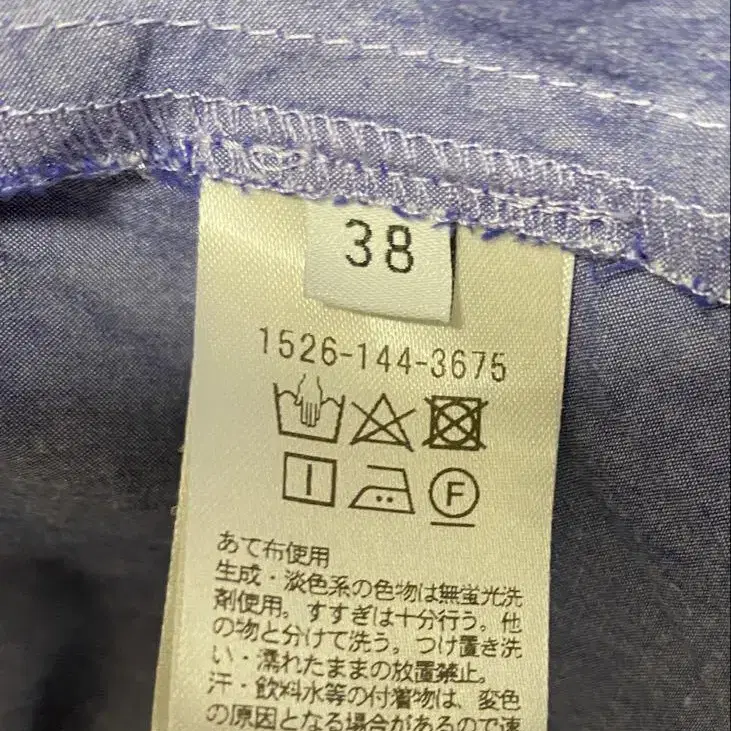 38
1526-144-3675
F
あて布使用
生成・淡色系の色物は無蛍光洗
剤使用。すすぎは十分行う。他
の物と分けて洗う。つけ置き洗
い・濡れたままの放置禁止。
汗・飲料水等の付着物は、変色
の原因となる場合があるので速